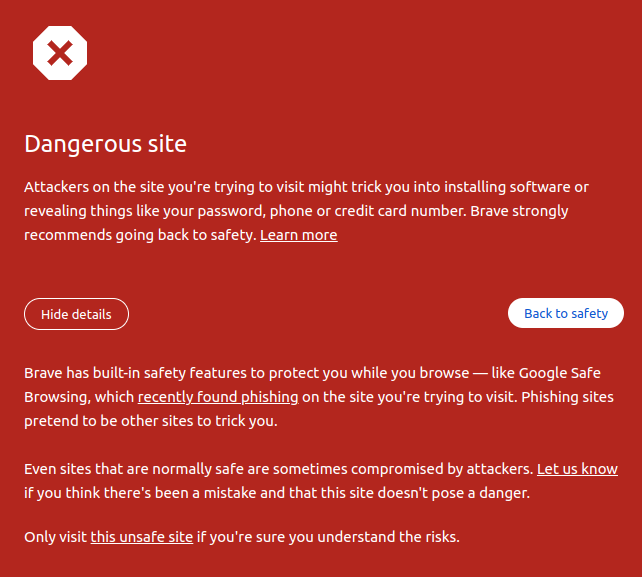 Dangerous site
Attackers on the site you're trying to visit might trick you into installing software or
revealing things like your password, phone or credit card number. Brave strongly
recommends going back to safety. Learn more
Hide details
Back to safety
Brave has built-in safety features to protect you while you browse — like Google Safe
Browsing, which recently found phishing on the site you're trying to visit. Phishing sites
pretend to be other sites to trick you.
Even sites that are normally safe are sometimes compromised by attackers. Let us know
if you think there's been a mistake and that this site doesn't pose a danger.
Only visit this unsafe site if you're sure you understand the risks.